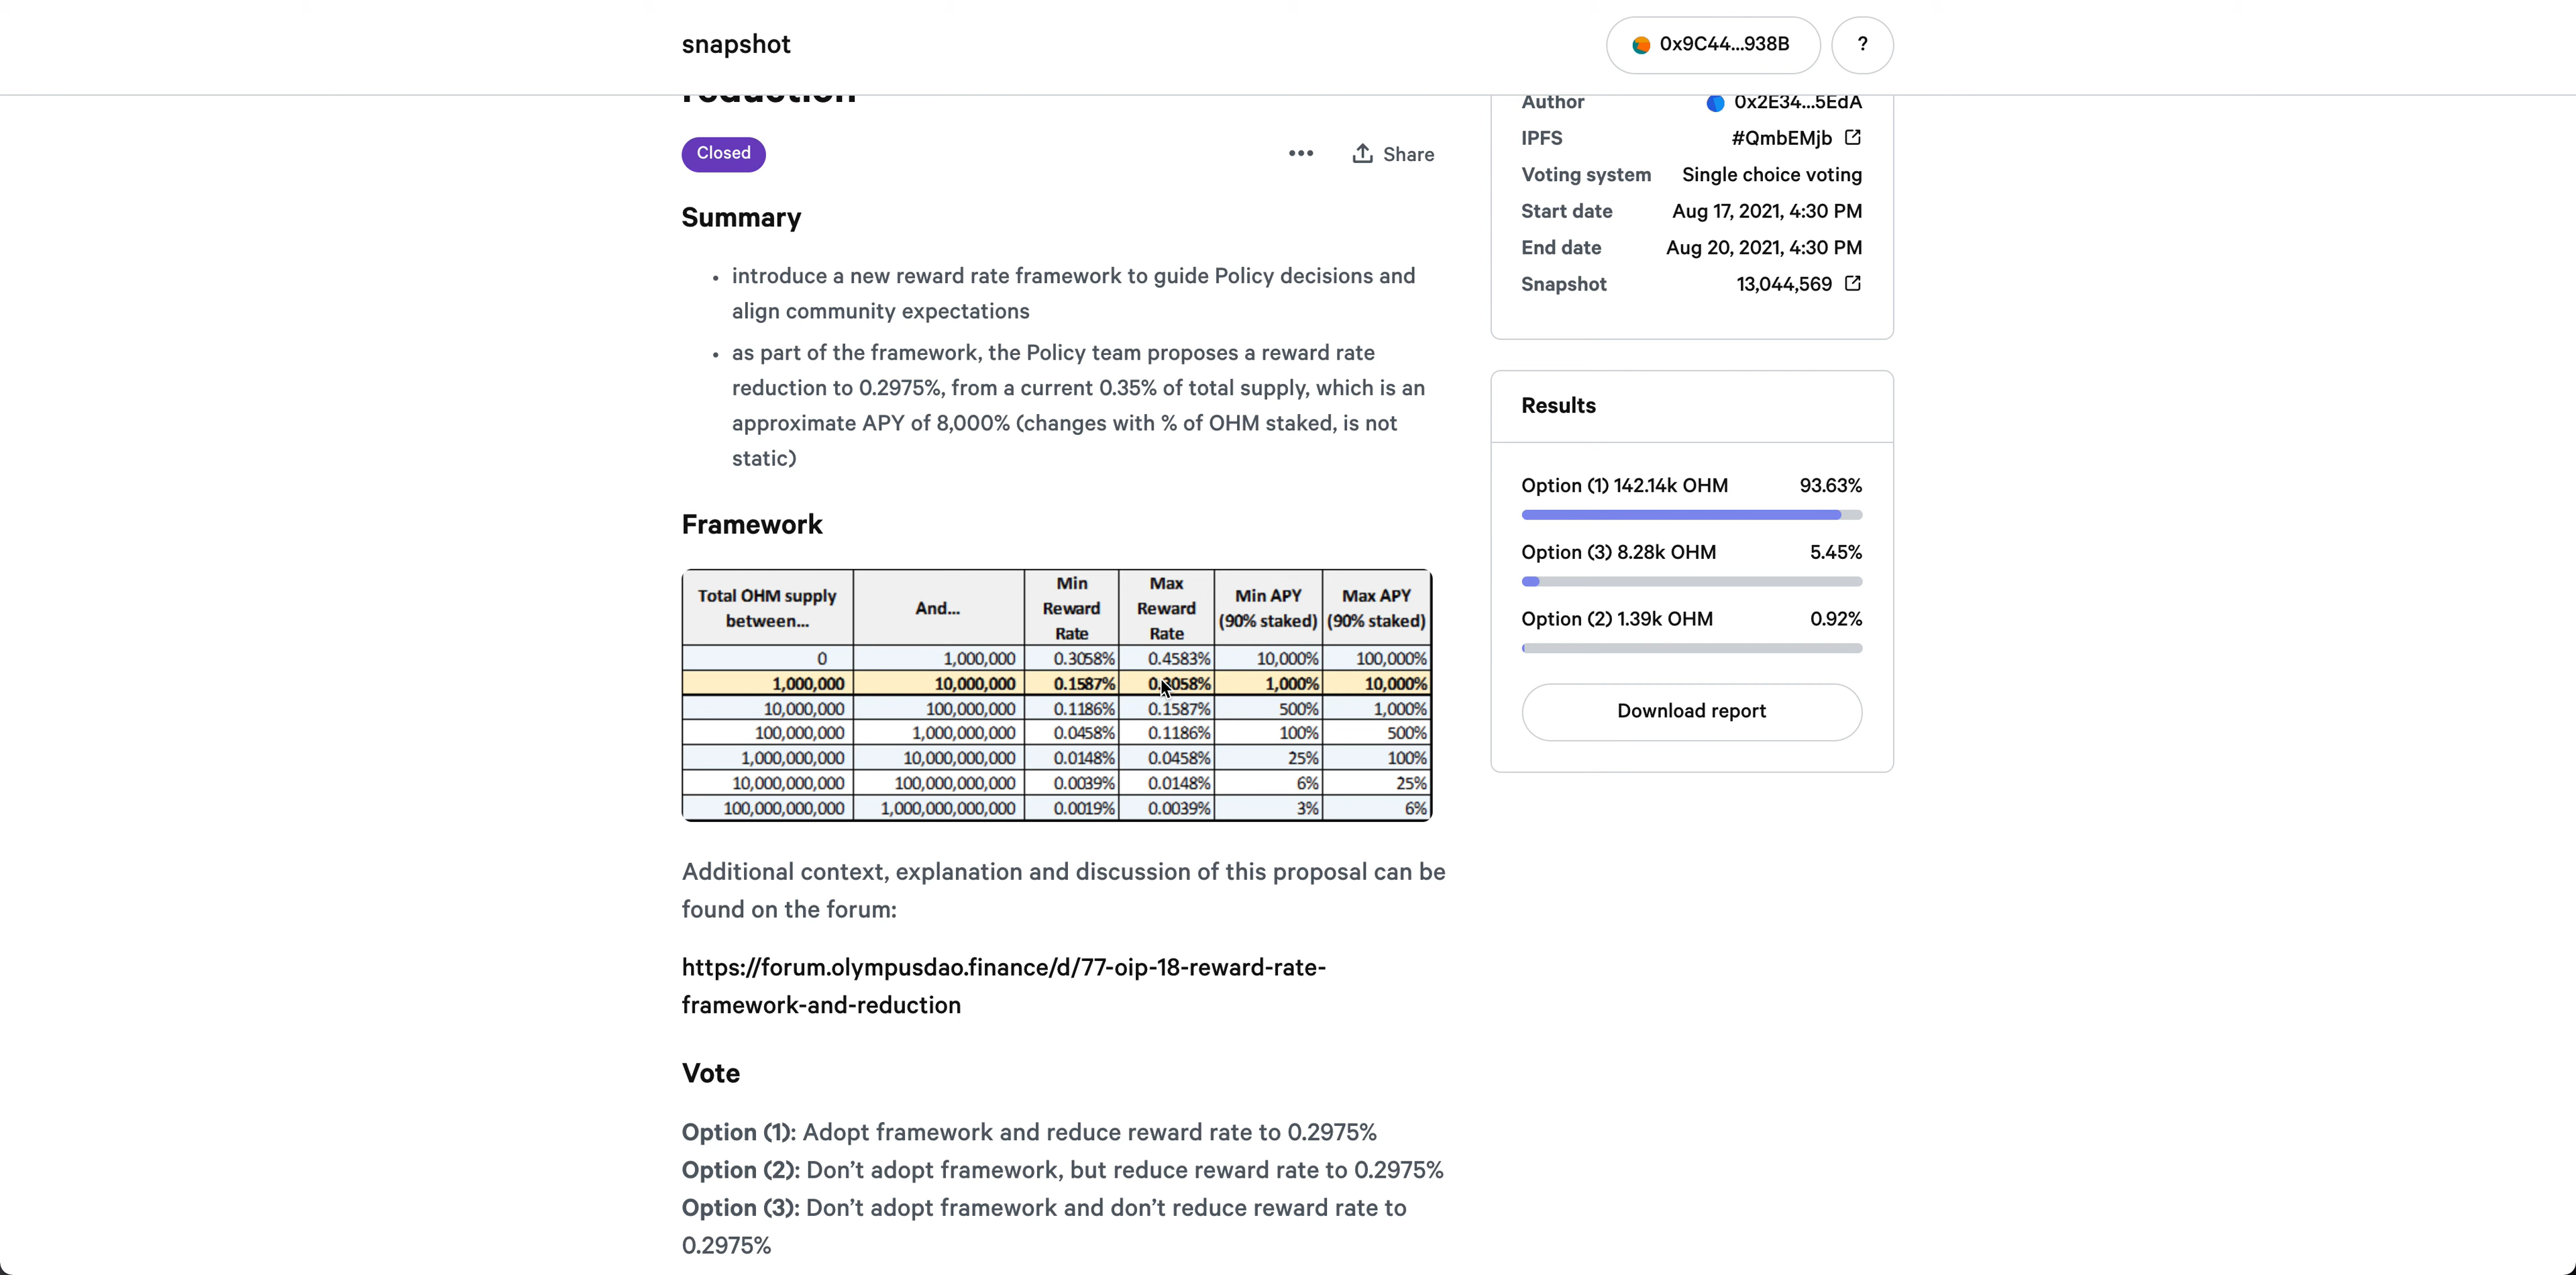 snapshot
0x9C44...938B
?
reduction
Closed
Share
Summary
• introduce a new reward rate framework to guide Policy decisions and
align community expectations
• as part of the framework, the Policy team proposes a reward rate
reduction to 0.2975%, from a current 0.35% of total supply, which is an
approximate APY of 8,000% (changes with % of OHM staked, is not
static)
Framework
Total OHM supply between... And... Min Reward Rate Max Reward Rate Min APY (90% staked) Max APY (90% staked)
0 1,000,000 0.3058% 0.4583% 10,000% 100,000%
1,000,000 10,000,000 0.1587% 0.3058% 1,000% 10,000%
10,000,000 100,000,000 0.1186% 0.1587% 500% 1,000%
100,000,000 1,000,000,000 0.0458% 0.1186% 100% 500%
1,000,000,000 10,000,000,000 0.0148% 0.0458% 25% 100%
10,000,000,000 100,000,000,000 0.0039% 0.0148% 6% 25%
100,000,000,000 1,000,000,000,000 0.0019% 0.0039% 3% 6%
Additional context, explanation and discussion of this proposal can be
found on the forum:
https://forum.olympusdao.finance/d/77-oip-18-reward-rate-
framework-and-reduction
Vote
Option (1): Adopt framework and reduce reward rate to 0.2975%
Option (2): Don’t adopt framework, but reduce reward rate to 0.2975%
Option (3): Don’t adopt framework and don’t reduce reward rate to
0.2975%
Author 0x2E34...5EdA
IPFS #QmbEMjb
Voting system Single choice voting
Start date Aug 17, 2021, 4:30 PM
End date Aug 20, 2021, 4:30 PM
Snapshot 13,044,569
Results
Option (1) 142.14k OHM 93.63%
Option (3) 8.28k OHM 5.45%
Option (2) 1.39k OHM 0.92%
Download report